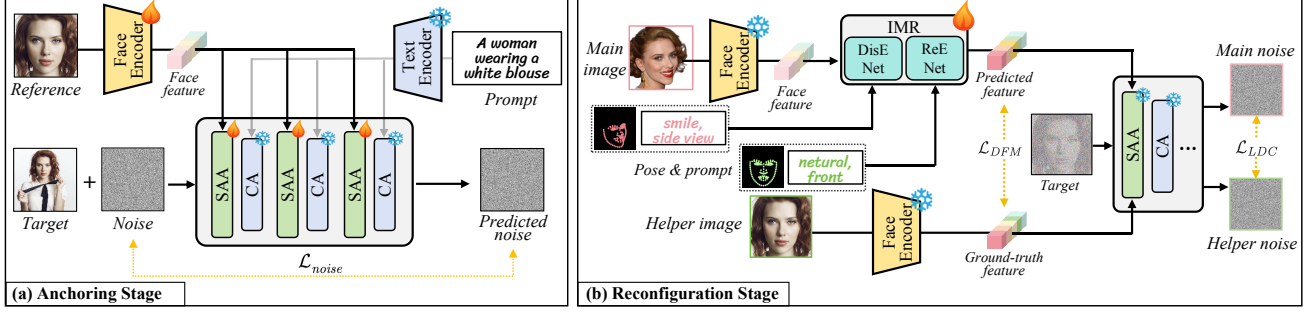 Reference
Face
Encoder
Face
feature
Text
Encoder
A woman
wearing a
white blouse
Prompt
Target
+
Noise
SAA
CA
SAA
CA
SAA
CA
Predicted
noise
L_noise
(a) Anchoring Stage
Main
image
Face
Encoder
Face
feature
IMR
DisE
Net
ReE
Net
Predicted
feature
smile,
side view
Pose & prompt
netural,
front
Helper image
Face
Encoder
L_DFM
Ground-truth
feature
Target
SAA
CA
...
Main noise
L_LDC
Helper noise
(b) Reconfiguration Stage